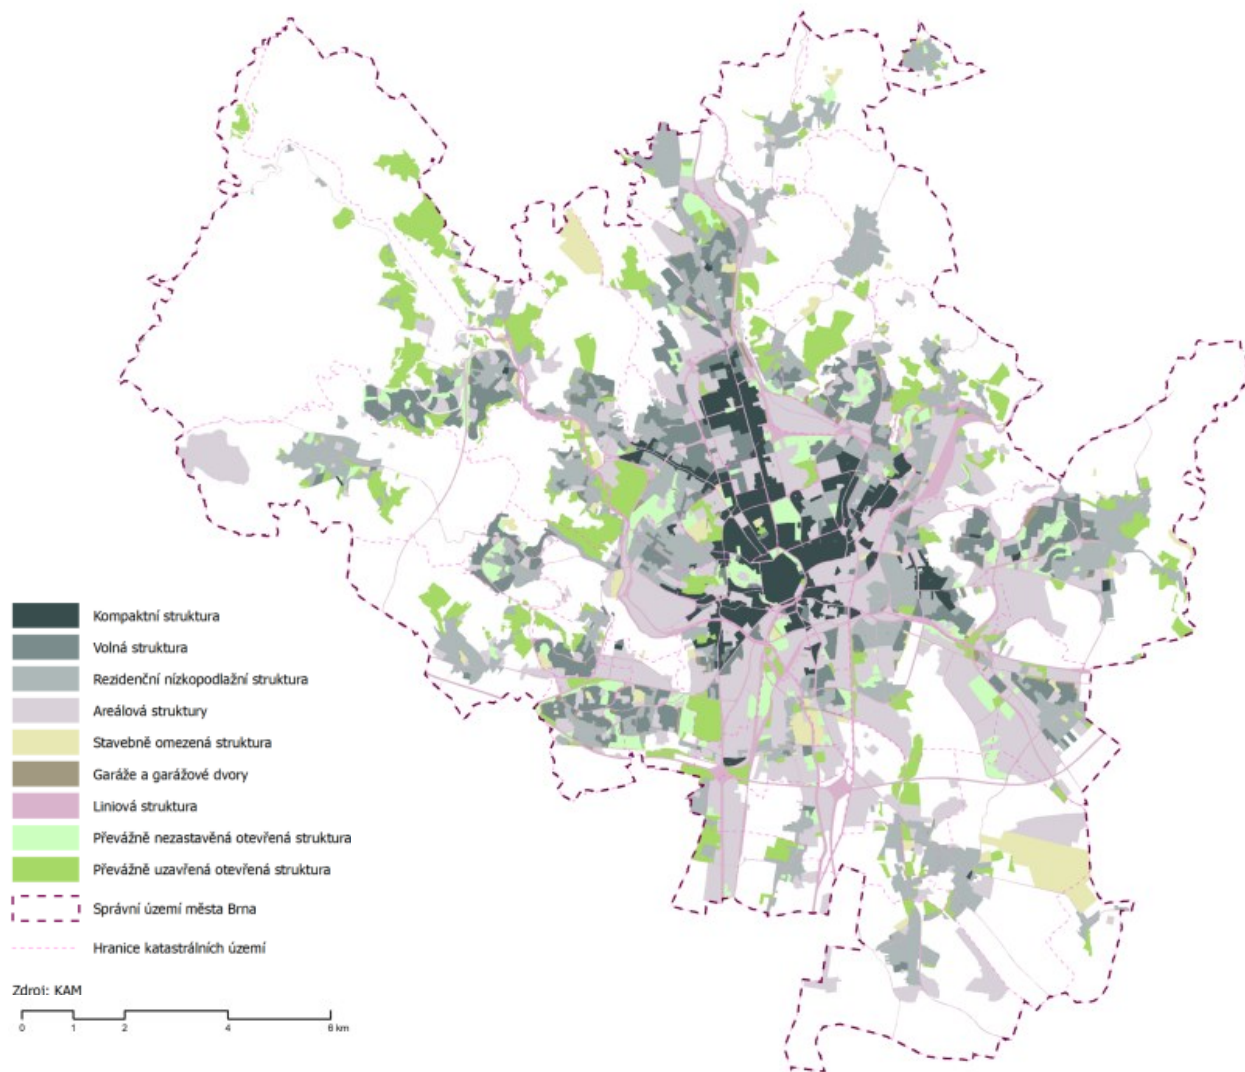 Kompaktní struktura
Volná struktura
Rezidenční nízkopodlažní struktura
Areálová struktury
Stavebně omezená struktura
Garáže a garážové dvory
Liniová struktura
Převážně nezastavěná otevřená struktura
Převážně uzavřená otevřená struktura
Správní území města Brna
Hranice katastrálních území
Zdroj: KAM
0 1 2 4 6 km